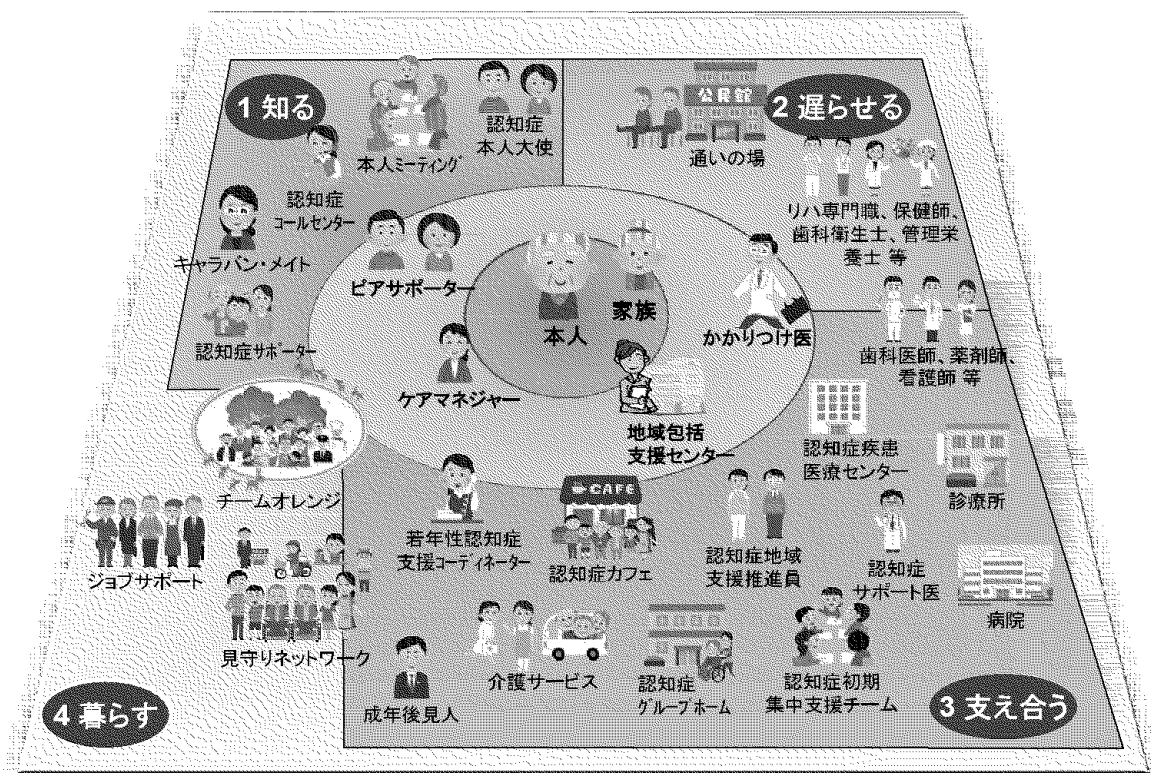 1 知る
本人ミーティング
認知症
本人大使
認知症
コールセンター
キャラバン・メイト
認知症サポーター
2 遅らせる
公民館
通いの場
リハ専門職、保健師、
歯科衛生士、管理栄
養士 等
歯科医師、薬剤師、
看護師 等
ピアサポーター
本人
家族
かかりつけ医
ケアマネジャー
地域包括
支援センター
チームオレンジ
ジョブサポート
見守りネットワーク
4 暮らす
若年性認知症
支援コーディネーター
CAFE
認知症カフェ
認知症地域
支援推進員
認知症疾患
医療センター
診療所
認知症
サポート医
病院
成年後見人
介護サービス
認知症
グループホーム
認知症初期
集中支援チーム
3 支え合う